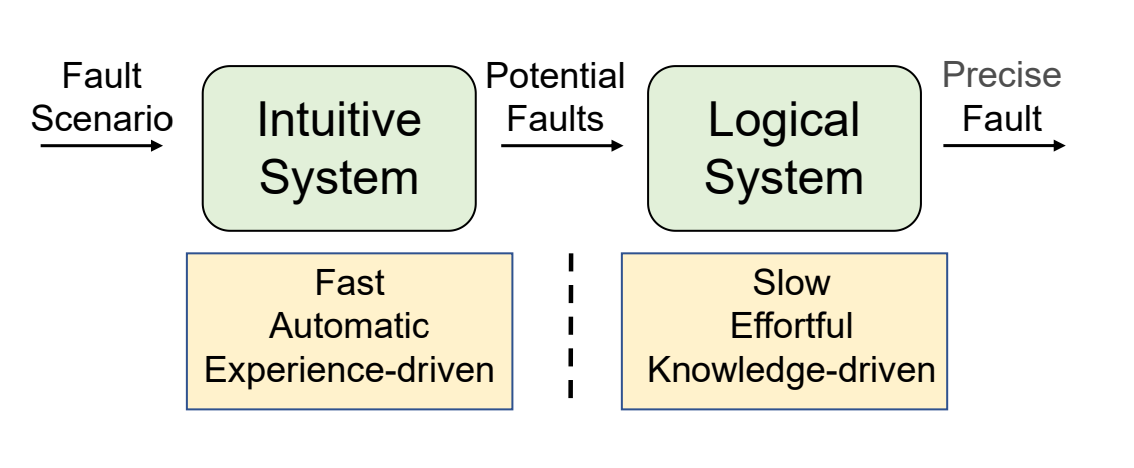 Fault
Scenario
Intuitive
System
Potential
Faults
Logical
System
Precise
Fault
Fast
Automatic
Experience-driven
Slow
Effortful
Knowledge-driven